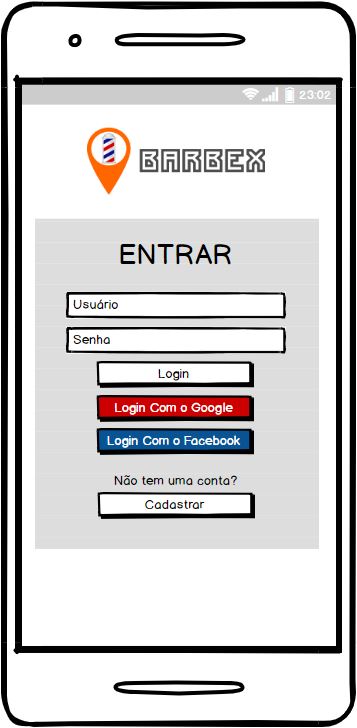 23:02
BARBEX
ENTRAR
Usuário
Senha
Login
Login Com o Google
Login Com o Facebook
Não tem uma conta?
Cadastrar